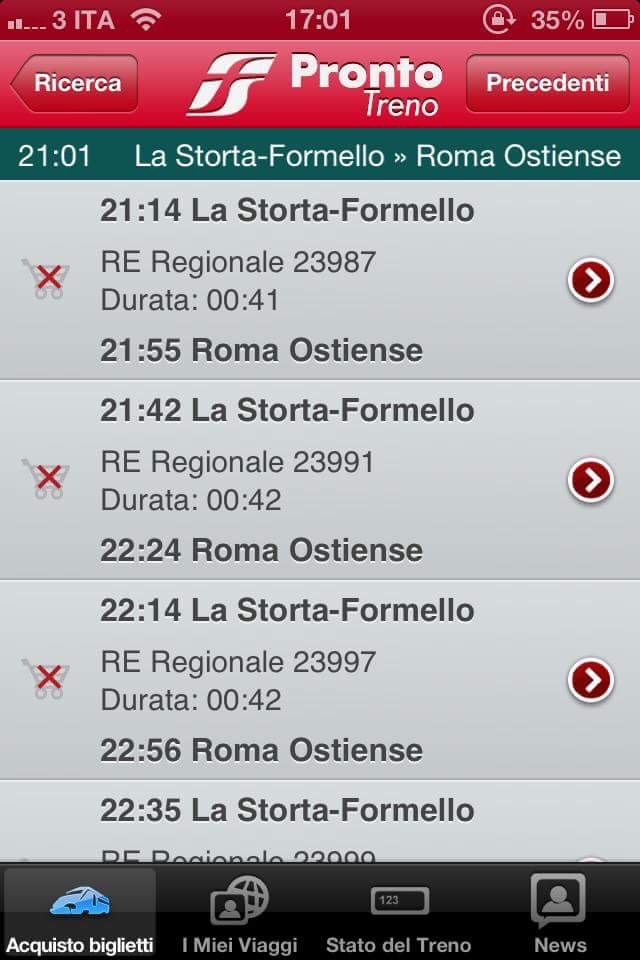 3 ITA 17:01 35%
Ricerca Pronto Treno Precedenti
21:01 La Storta-Formello » Roma Ostiense
21:14 La Storta-Formello
RE Regionale 23987
Durata: 00:41
21:55 Roma Ostiense
21:42 La Storta-Formello
RE Regionale 23991
Durata: 00:42
22:24 Roma Ostiense
22:14 La Storta-Formello
RE Regionale 23997
Durata: 00:42
22:56 Roma Ostiense
22:35 La Storta-Formello
RE Regionale 23999
123
Acquisto biglietti I Miei Viaggi Stato del Treno News